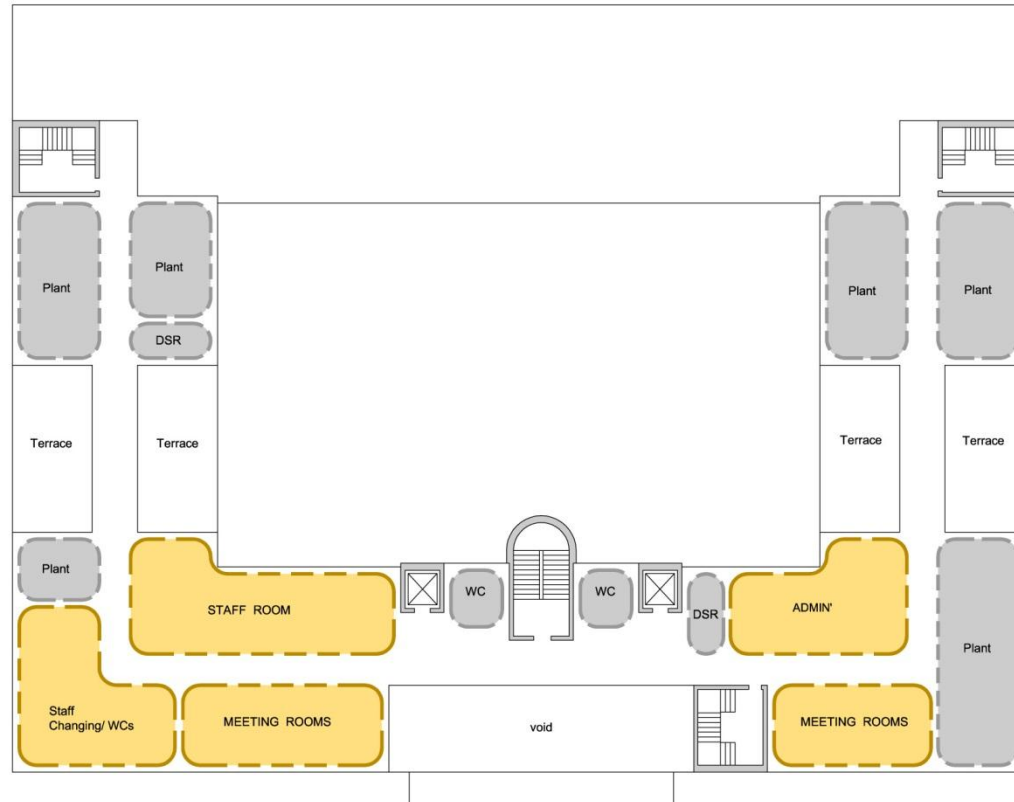 Plant
Plant
Plant
Plant
DSR
Terrace
Terrace
Terrace
Terrace
Plant
STAFF ROOM
WC
WC
DSR
ADMIN'
Plant
Staff
Changing/ WCs
MEETING ROOMS
void
MEETING ROOMS